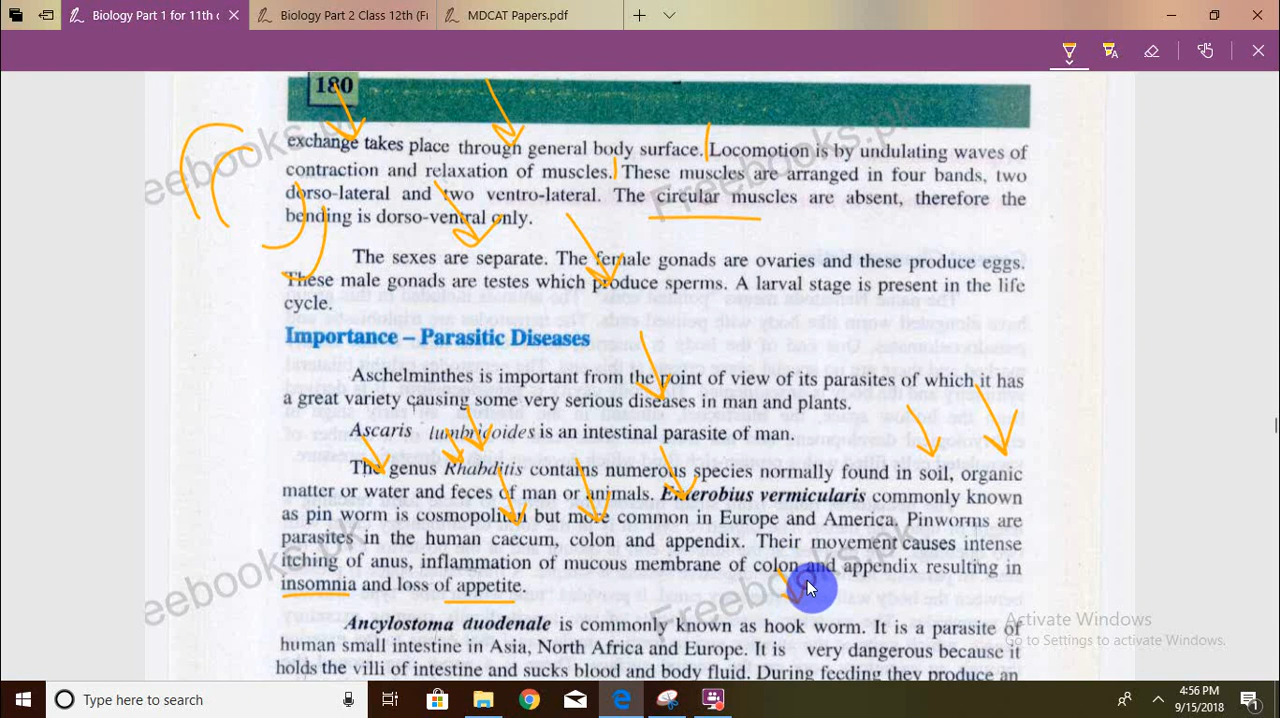 Biology Part 1 for 11th c
Biology Part 2 Class 12th (Fr
MDCAT Papers.pdf
180
exchange takes place through general body surface. Locomotion is by undulating waves of
contraction and relaxation of muscles. These muscles are arranged in four bands, two
dorso-lateral and two ventro-lateral. The circular muscles are absent, therefore the
bending is dorso-ventral only.
The sexes are separate. The female gonads are ovaries and these produce eggs.
These male gonads are testes which produce sperms. A larval stage is present in the life
cycle.
Importance – Parasitic Diseases
Aschelminthes is important from the point of view of its parasites of which it has
a great variety causing some very serious diseases in man and plants.
Ascaris lumbricoides is an intestinal parasite of man.
The genus Rhabditis contains numerous species normally found in soil, organic
matter or water and feces of man or animals. Enterobius vermicularis commonly known
as pin worm is cosmopolitan but more common in Europe and America. Pinworms are
parasites in the human caecum, colon and appendix. Their movement causes intense
itching of anus, inflammation of mucous membrane of colon and appendix resulting in
insomnia and loss of appetite.
Ancylostoma duodenale is commonly known as hook worm. It is a parasite of
human small intestine in Asia, North Africa and Europe. It is very dangerous because it
holds the villi of intestine and sucks blood and body fluid. During feeding they produce an
Freebooks.pk
Activate Windows
Go to Settings to activate Windows.
Type here to search
4:56 PM
9/15/2018